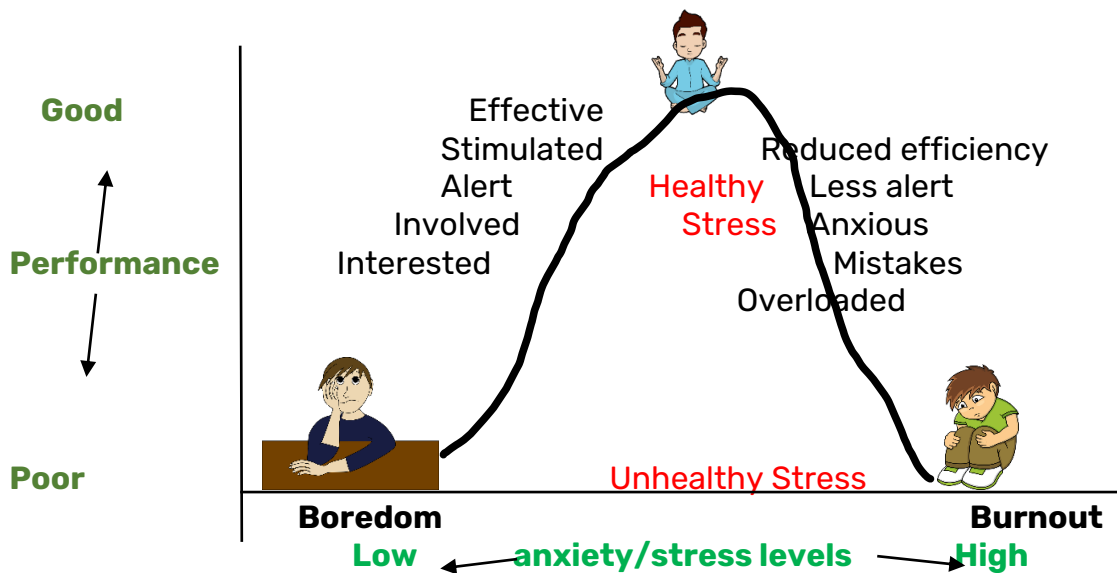 Good
Effective
Stimulated
Reduced efficiency
Alert
Healthy
Less alert
Involved
Stress
Anxious
Performance
Interested
Mistakes
Overloaded
Poor
Unhealthy Stress
Boredom
Burnout
Low
anxiety/stress levels
High